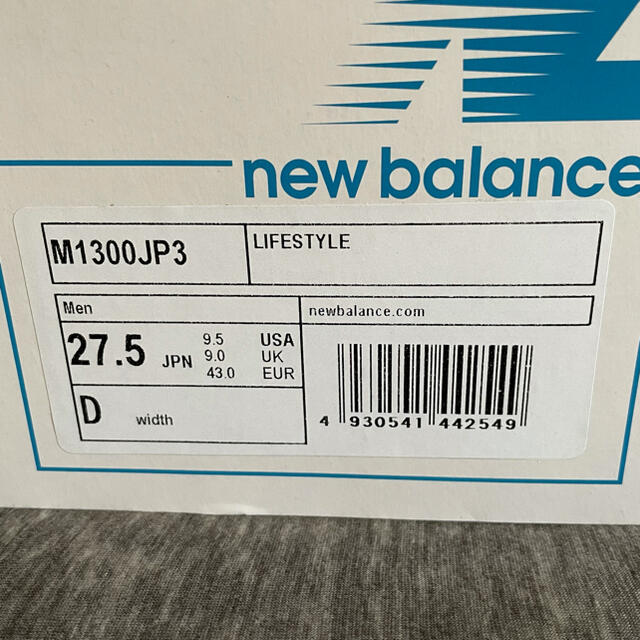 new balance
M1300JP3
LIFESTYLE
Men
newbalance.com
27.5 JPN
9.5 USA
9.0 UK
43.0 EUR
D width
4 930541 442549